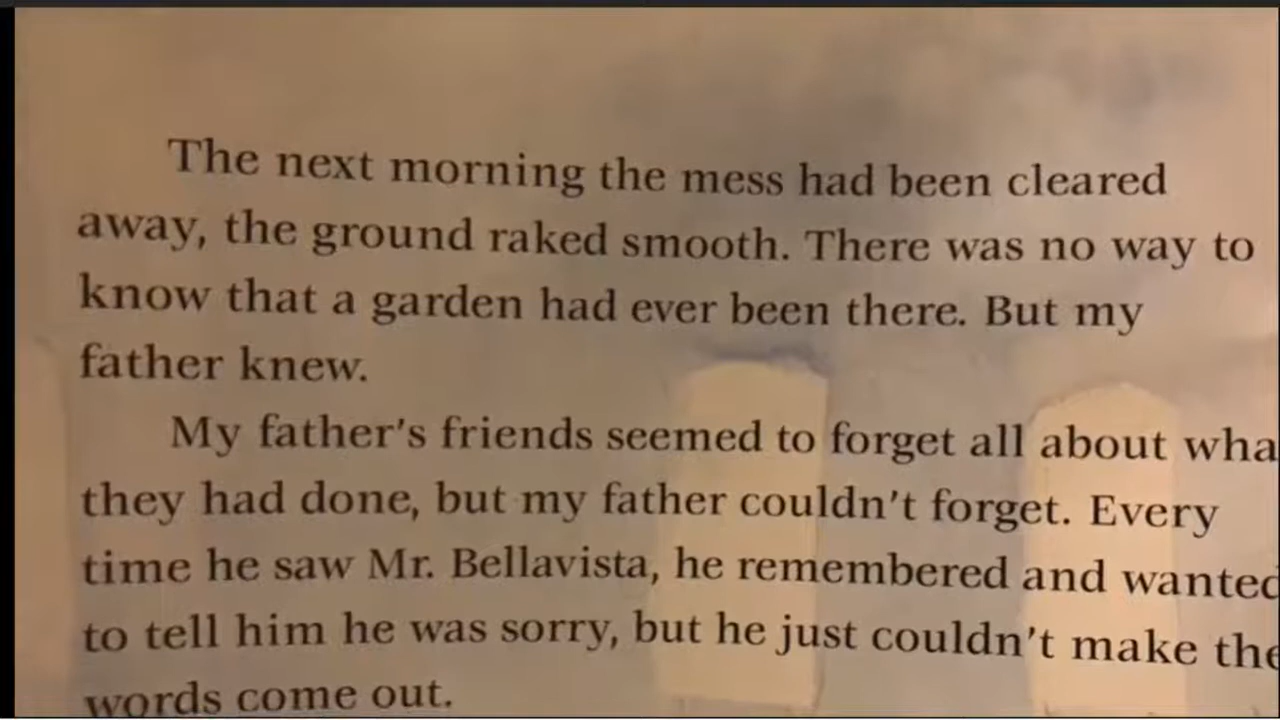 The next morning the mess had been cleared
away, the ground raked smooth. There was no way to
know that a garden had ever been there. But my
father knew.
My father's friends seemed to forget all about wha
they had done, but my father couldn't forget. Every
time he saw Mr. Bellavista, he remembered and wanted
to tell him he was sorry, but he just couldn't make the
words come out.